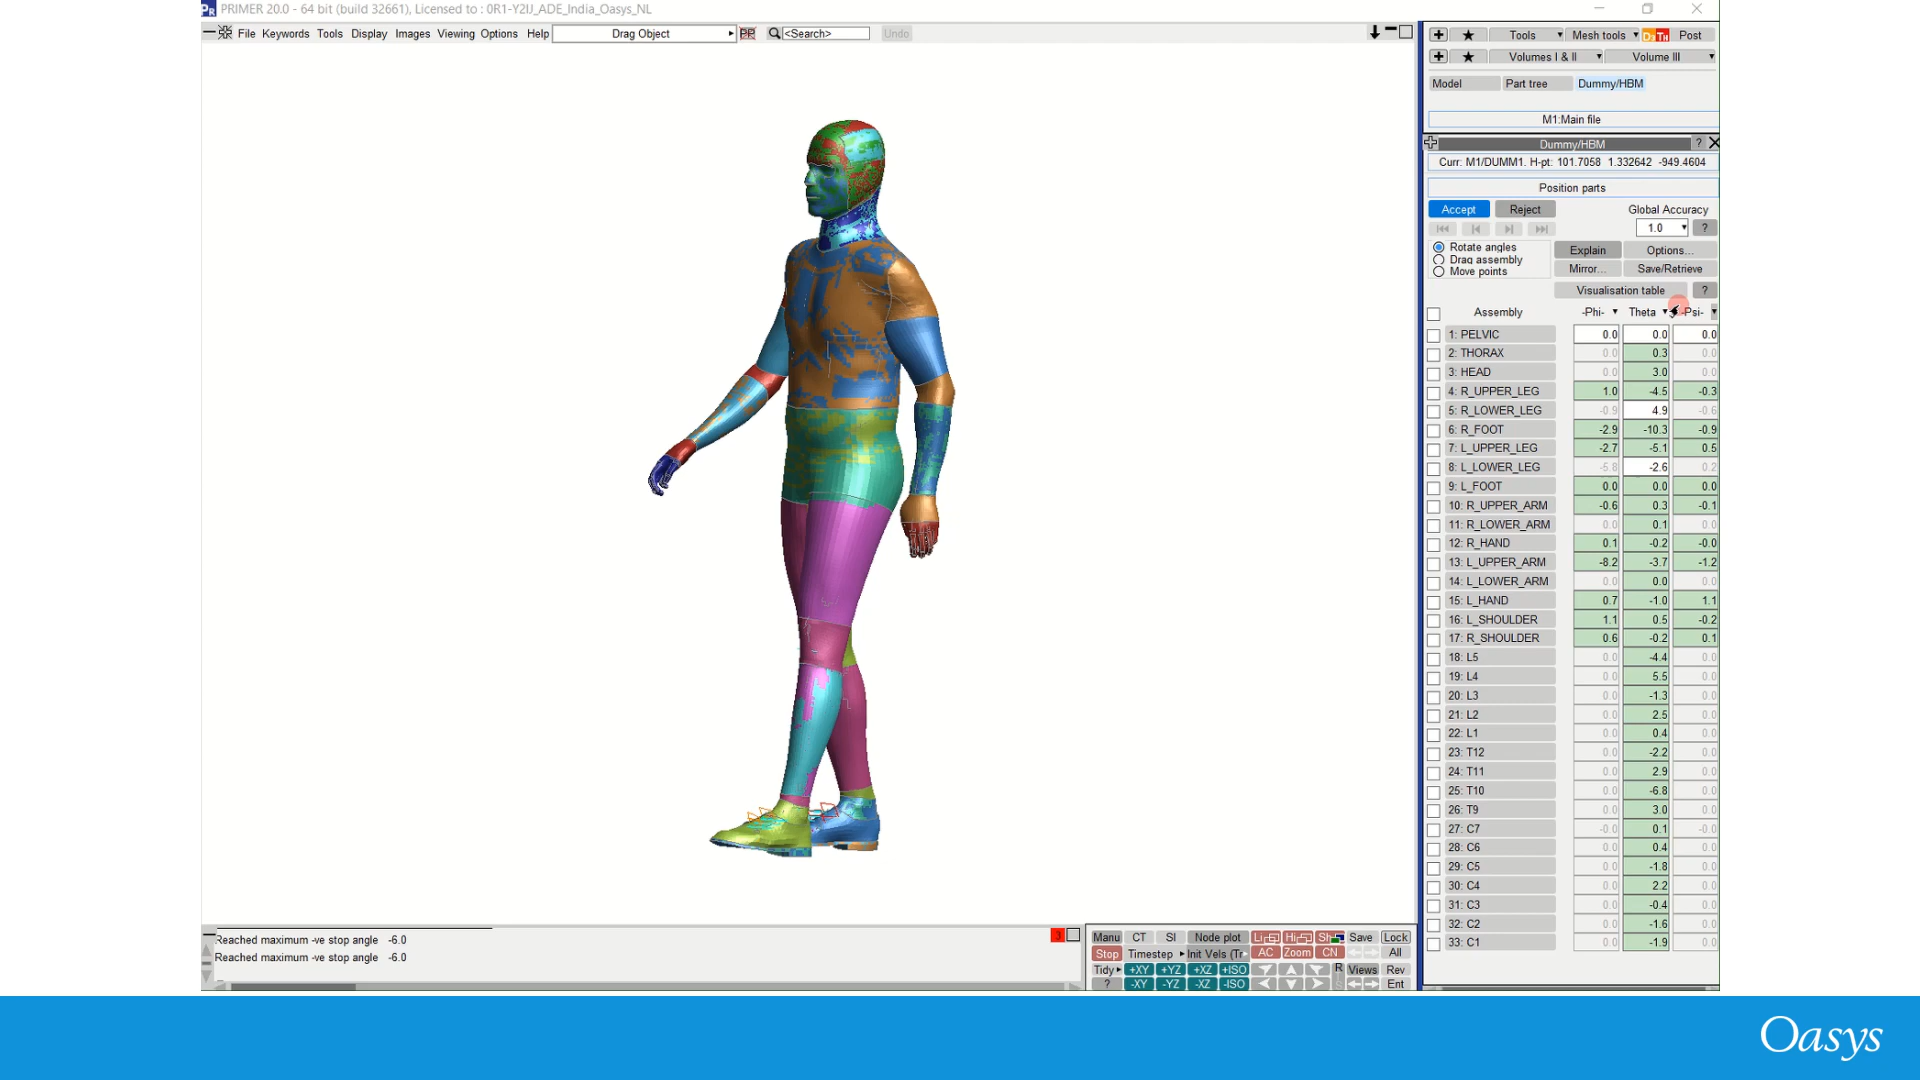 PR PRIMER 20.0 - 64 bit (build 32661), Licensed to : 0R1-Y2IJ_ADE_India_Oasys_NL
File Keywords Tools Display Images Viewing Options Help Drag Object <Search> Undo
Tools Mesh tools D3 TH Post
Volumes I & II Volume III
Model Part tree Dummy/HBM
M1:Main file
Dummy/HBM ?
Curr: M1/DUMM1. H-pt: 101.7058 1.332642 -949.4604
Position parts
Accept Reject Global Accuracy
1.0 ?
Rotate angles Explain Options...
Drag assembly
Move points Mirror... Save/Retrieve
Visualisation table ?
Assembly -Phi- Theta -Psi-
1: PELVIC 0.0 0.0 0.0
2: THORAX 0.0 0.3 0.0
3: HEAD 0.0 3.0 0.0
4: R_UPPER_LEG 1.0 -4.5 -0.3
5: R_LOWER_LEG -0.9 4.9 -0.6
6: R_FOOT -2.9 -10.3 -0.9
7: L_UPPER_LEG -2.7 -5.1 0.5
8: L_LOWER_LEG -5.8 -2.6 0.2
9: L_FOOT 0.0 0.0 0.0
10: R_UPPER_ARM -0.6 0.3 -0.1
11: R_LOWER_ARM 0.0 0.1 0.0
12: R_HAND 0.1 -0.2 -0.0
13: L_UPPER_ARM -8.2 -3.7 -1.2
14: L_LOWER_ARM 0.0 0.0 0.0
15: L_HAND 0.7 -1.0 1.1
16: L_SHOULDER 1.1 0.5 -0.2
17: R_SHOULDER 0.6 -0.2 0.1
18: L5 0.0 -4.4 0.0
19: L4 0.0 5.5 0.0
20: L3 0.0 -1.3 0.0
21: L2 0.0 2.5 0.0
22: L1 0.0 0.4 0.0
23: T12 0.0 -2.2 0.0
24: T11 0.0 2.9 0.0
25: T10 0.0 -6.8 0.0
26: T9 0.0 3.0 0.0
27: C7 -0.0 0.1 -0.0
28: C6 0.0 0.4 0.0
29: C5 0.0 -1.8 0.0
30: C4 0.0 2.2 0.0
31: C3 0.0 -0.4 0.0
32: C2 0.0 -1.6 0.0
33: C1 0.0 -1.9 0.0
Reached maximum -ve stop angle -6.0
Reached maximum -ve stop angle -6.0
3
Manu CT SI Node plot Li Hi Sh Save Lock
Stop Timestep Init Vels (Tr AC Zoom CN All
Tidy +XY +YZ +XZ +ISO R Views Rev
? -XY -YZ -XZ -ISO Ent
Oasys